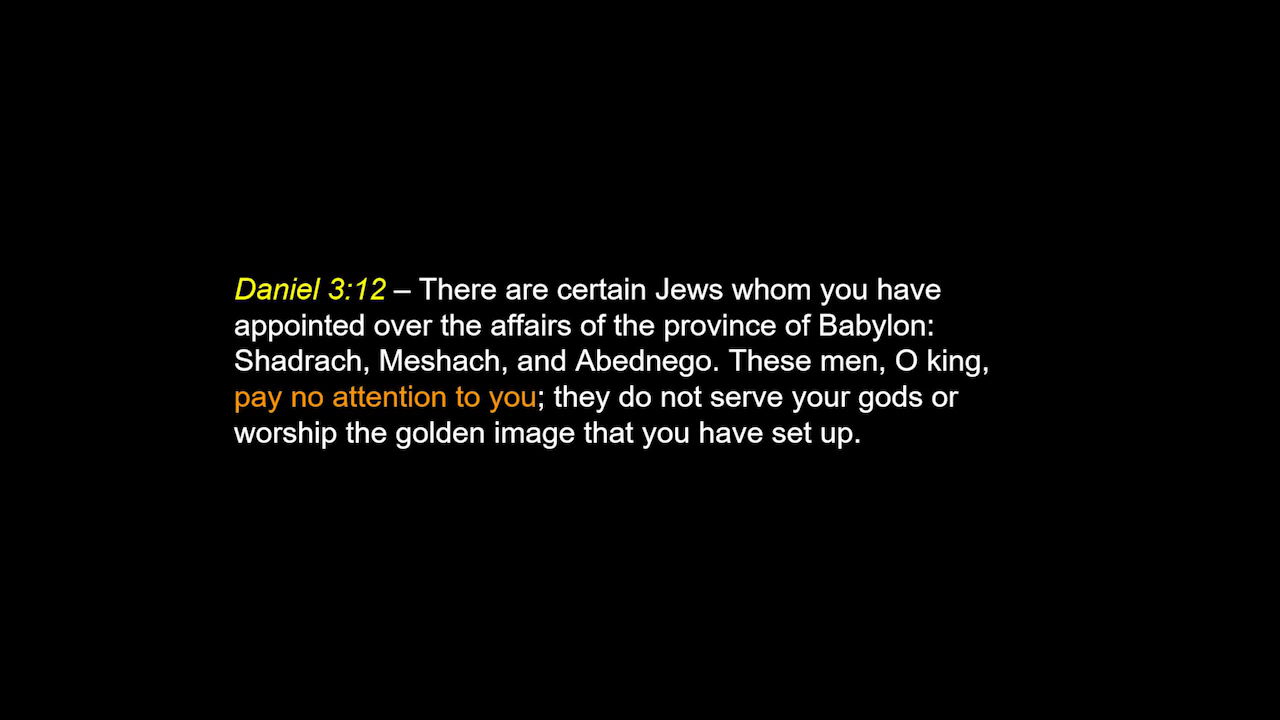 Daniel 3:12 – There are certain Jews whom you have
appointed over the affairs of the province of Babylon:
Shadrach, Meshach, and Abednego. These men, O king,
pay no attention to you; they do not serve your gods or
worship the golden image that you have set up.